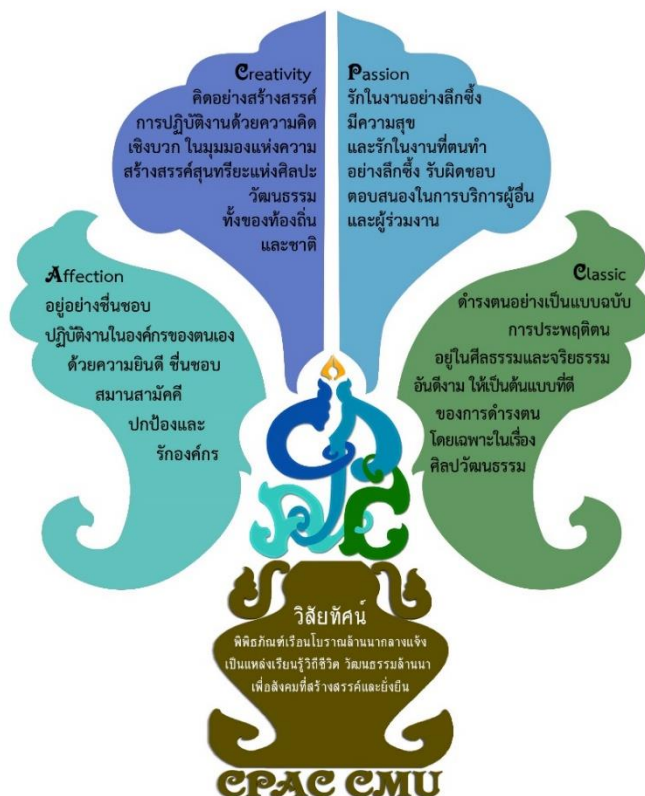 Creativity
คิดอย่างสร้างสรรค์
การปฏิบัติงานด้วยความคิด
เชิงบวก ในมุมมองแห่งความ
สร้างสรรค์สุนทรียะแห่งศิลปะ
วัฒนธรรม
ทั้งของท้องถิ่น
และชาติ
Passion
รักในงานอย่างลึกซึ้ง
มีความสุข
และรักในงานที่ตนทำ
อย่างลึกซึ้ง รับผิดชอบ
ตอบสนองในการบริการผู้อื่น
และผู้ร่วมงาน
Affection
อยู่อย่างชื่นชอบ
ปฏิบัติงานในองค์กรของตนเอง
ด้วยความยินดี ชื่นชอบ
สมานสามัคคี
ปกป้องและ
รักองค์กร
Classic
ดำรงตนอย่างเป็นแบบฉบับ
การประพฤติตน
อยู่ในศีลธรรมและจริยธรรม
อันดีงาม ให้เป็นต้นแบบที่ดี
ของการดำรงตน
โดยเฉพาะในเรื่อง
ศิลปวัฒนธรรม
วิสัยทัศน์
พิพิธภัณฑ์เรือนโบราณล้านนากลางแจ้ง
เป็นแหล่งเรียนรู้วิถีชีวิต วัฒนธรรมล้านนา
เพื่อสังคมที่สร้างสรรค์และยั่งยืน
CPAC CMU